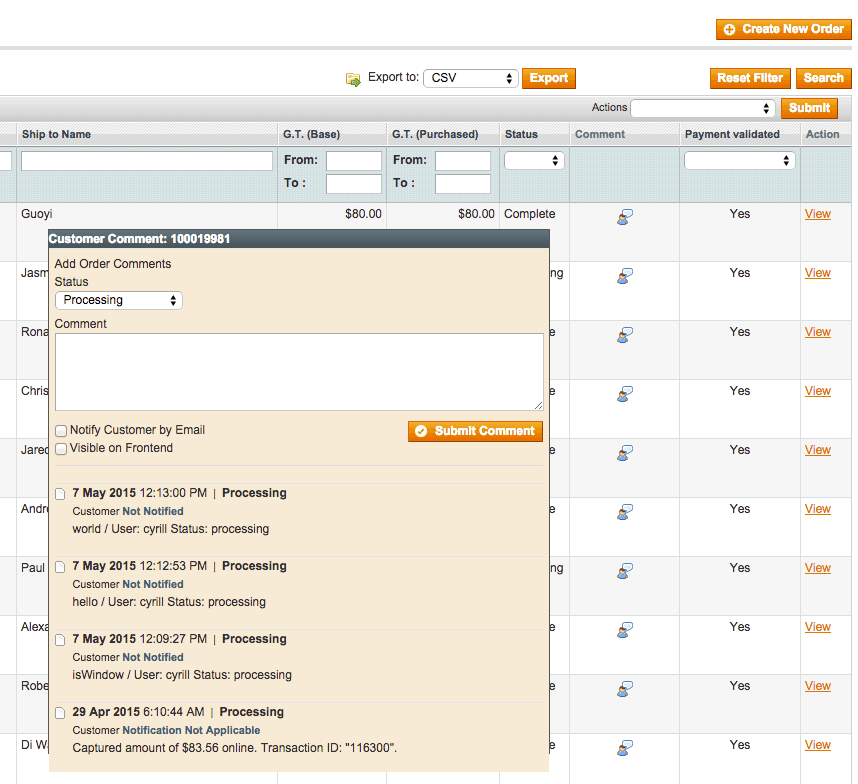 Create New Order
Export to: CSV Export Reset Filter Search
Actions Submit
Ship to Name G.T. (Base) G.T. (Purchased) Status Comment Payment validated Action
From: From:
To : To :
Guoyi $80.00 $80.00 Complete Yes View
Customer Comment: 100019981
Add Order Comments
Jasm ng Yes View
Status
Processing
Comment
Rona e Yes View
Chris e Yes View
Notify Customer by Email Submit Comment
Visible on Frontend
Jared e Yes View
7 May 2015 12:13:00 PM | Processing
Andre e Yes View
Customer Not Notified
world / User: cyrill Status: processing
7 May 2015 12:12:53 PM | Processing
Paul ng Yes View
Customer Not Notified
hello / User: cyrill Status: processing
Alexa e Yes View
7 May 2015 12:09:27 PM | Processing
Customer Not Notified
isWindow / User: cyrill Status: processing
Robe e Yes View
29 Apr 2015 6:10:44 AM | Processing
Customer Notification Not Applicable
Di Wa e Yes View
Captured amount of $83.56 online. Transaction ID: "116300".